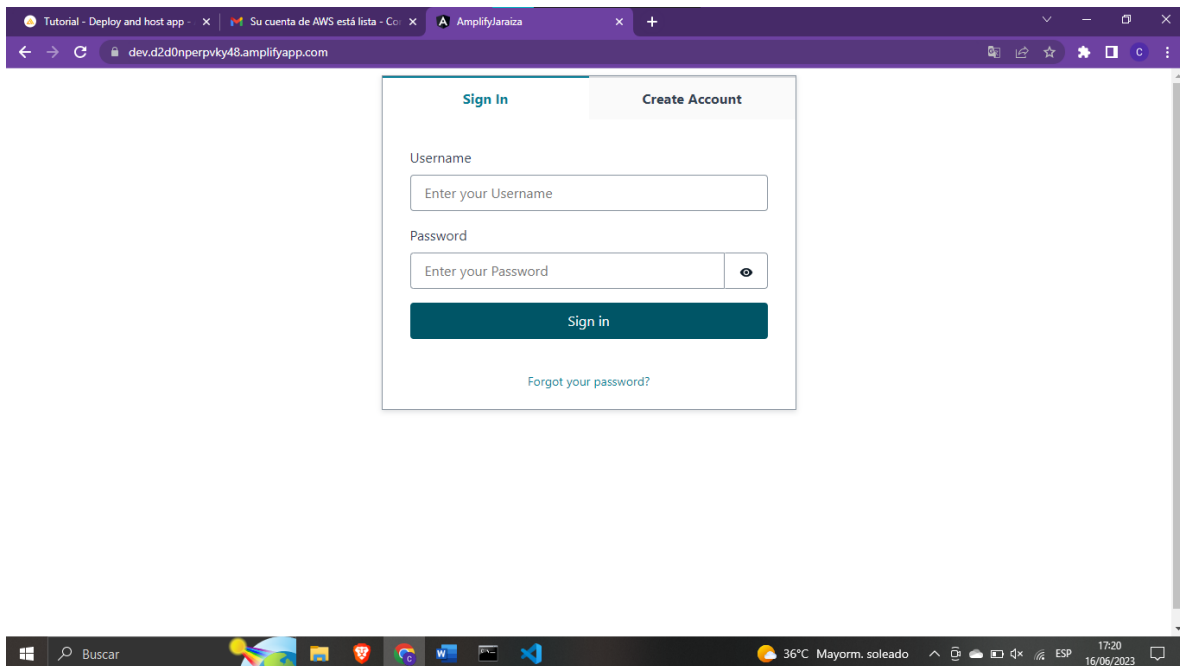 Tutorial - Deploy and host app -
Su cuenta de AWS está lista - Co
AmplifyJaraiza
dev.d2d0nperpvky48.amplifyapp.com
C
Sign In
Create Account
Username
Enter your Username
Password
Enter your Password
Sign in
Forgot your password?
Buscar
36°C Mayorm. soleado
ESP
17:20
16/06/2023